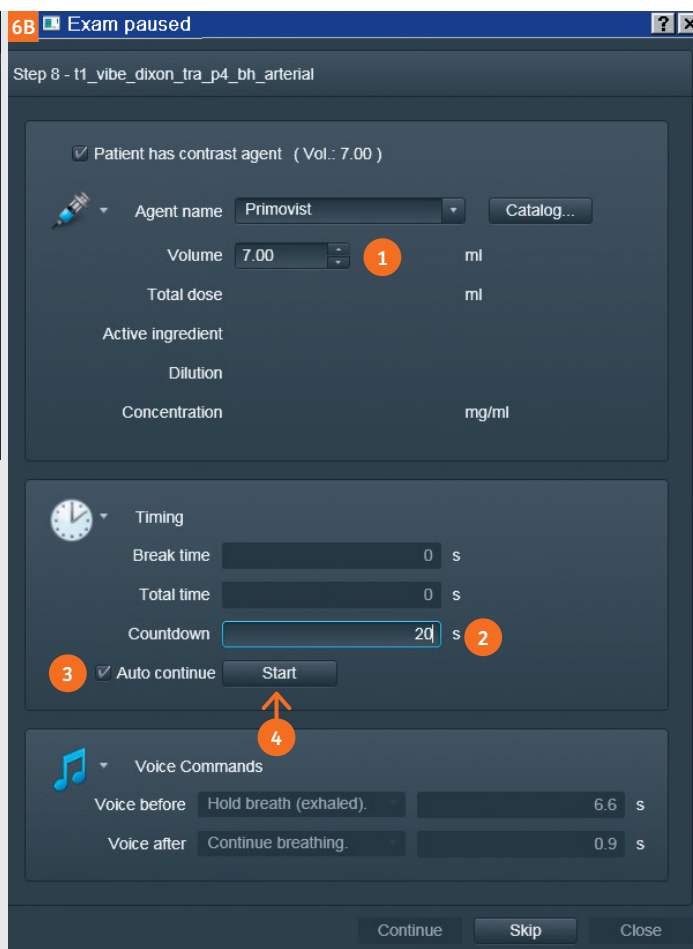 6B Exam paused ? x
Step 8 - t1_vibe_dixon_tra_p4_bh_arterial
Patient has contrast agent ( Vol.: 7.00 )
Agent name Primovist Catalog...
Volume 7.00 1 ml
Total dose ml
Active ingredient
Dilution
Concentration mg/ml
Timing
Break time 0 s
Total time 0 s
Countdown 20 s 2
3 Auto continue Start
4
Voice Commands
Voice before Hold breath (exhaled). 6.6 s
Voice after Continue breathing. 0.9 s
Continue Skip Close